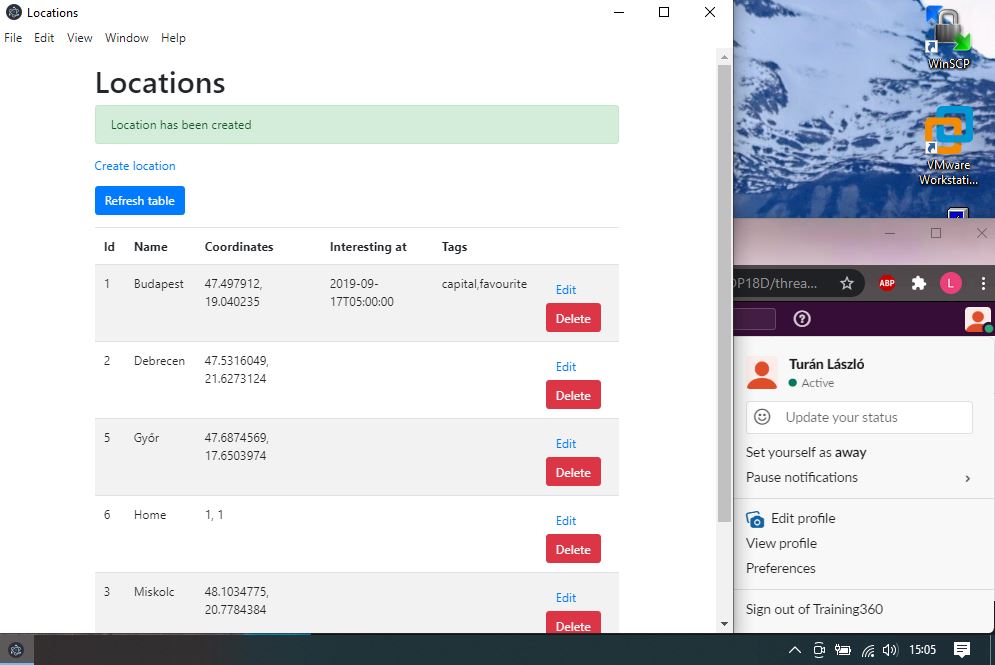 Locations
File Edit View Window Help
Locations
Location has been created
Create location
Refresh table
Id Name Coordinates Interesting at Tags
1 Budapest 47.497912, 2019-09- capital,favourite Edit
19.040235 17T05:00:00
Delete
2 Debrecen 47.5316049, Edit
21.6273124
Delete
5 Győr 47.6874569, Edit
17.6503974
Delete
6 Home 1, 1 Edit
Delete
3 Miskolc 48.1034775, Edit
20.7784384
Delete
WinSCP
VMware
Workstati...
DP18D/threa...
ABP
L
Turán László
Active
Update your status
Set yourself as away
Pause notifications
Edit profile
View profile
Preferences
Sign out of Training360
15:05